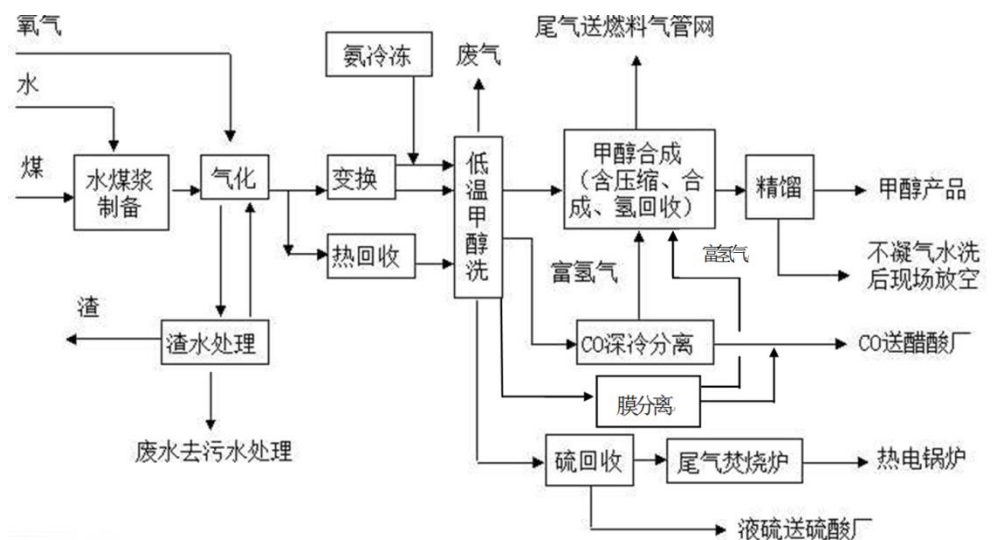 氧气
尾气送燃料气管网
氨冷冻
废气
水
煤
水煤浆
制备
气化
变换
低温甲醇洗
甲醇合成
（含压缩、合
成、氢回收）
精馏
甲醇产品
热回收
富氢气
富氢气
不凝气水洗
后现场放空
渣
渣水处理
CO深冷分离
CO送醋酸厂
膜分离
废水去污水处理
硫回收
尾气焚烧炉
热电锅炉
液硫送硫酸厂